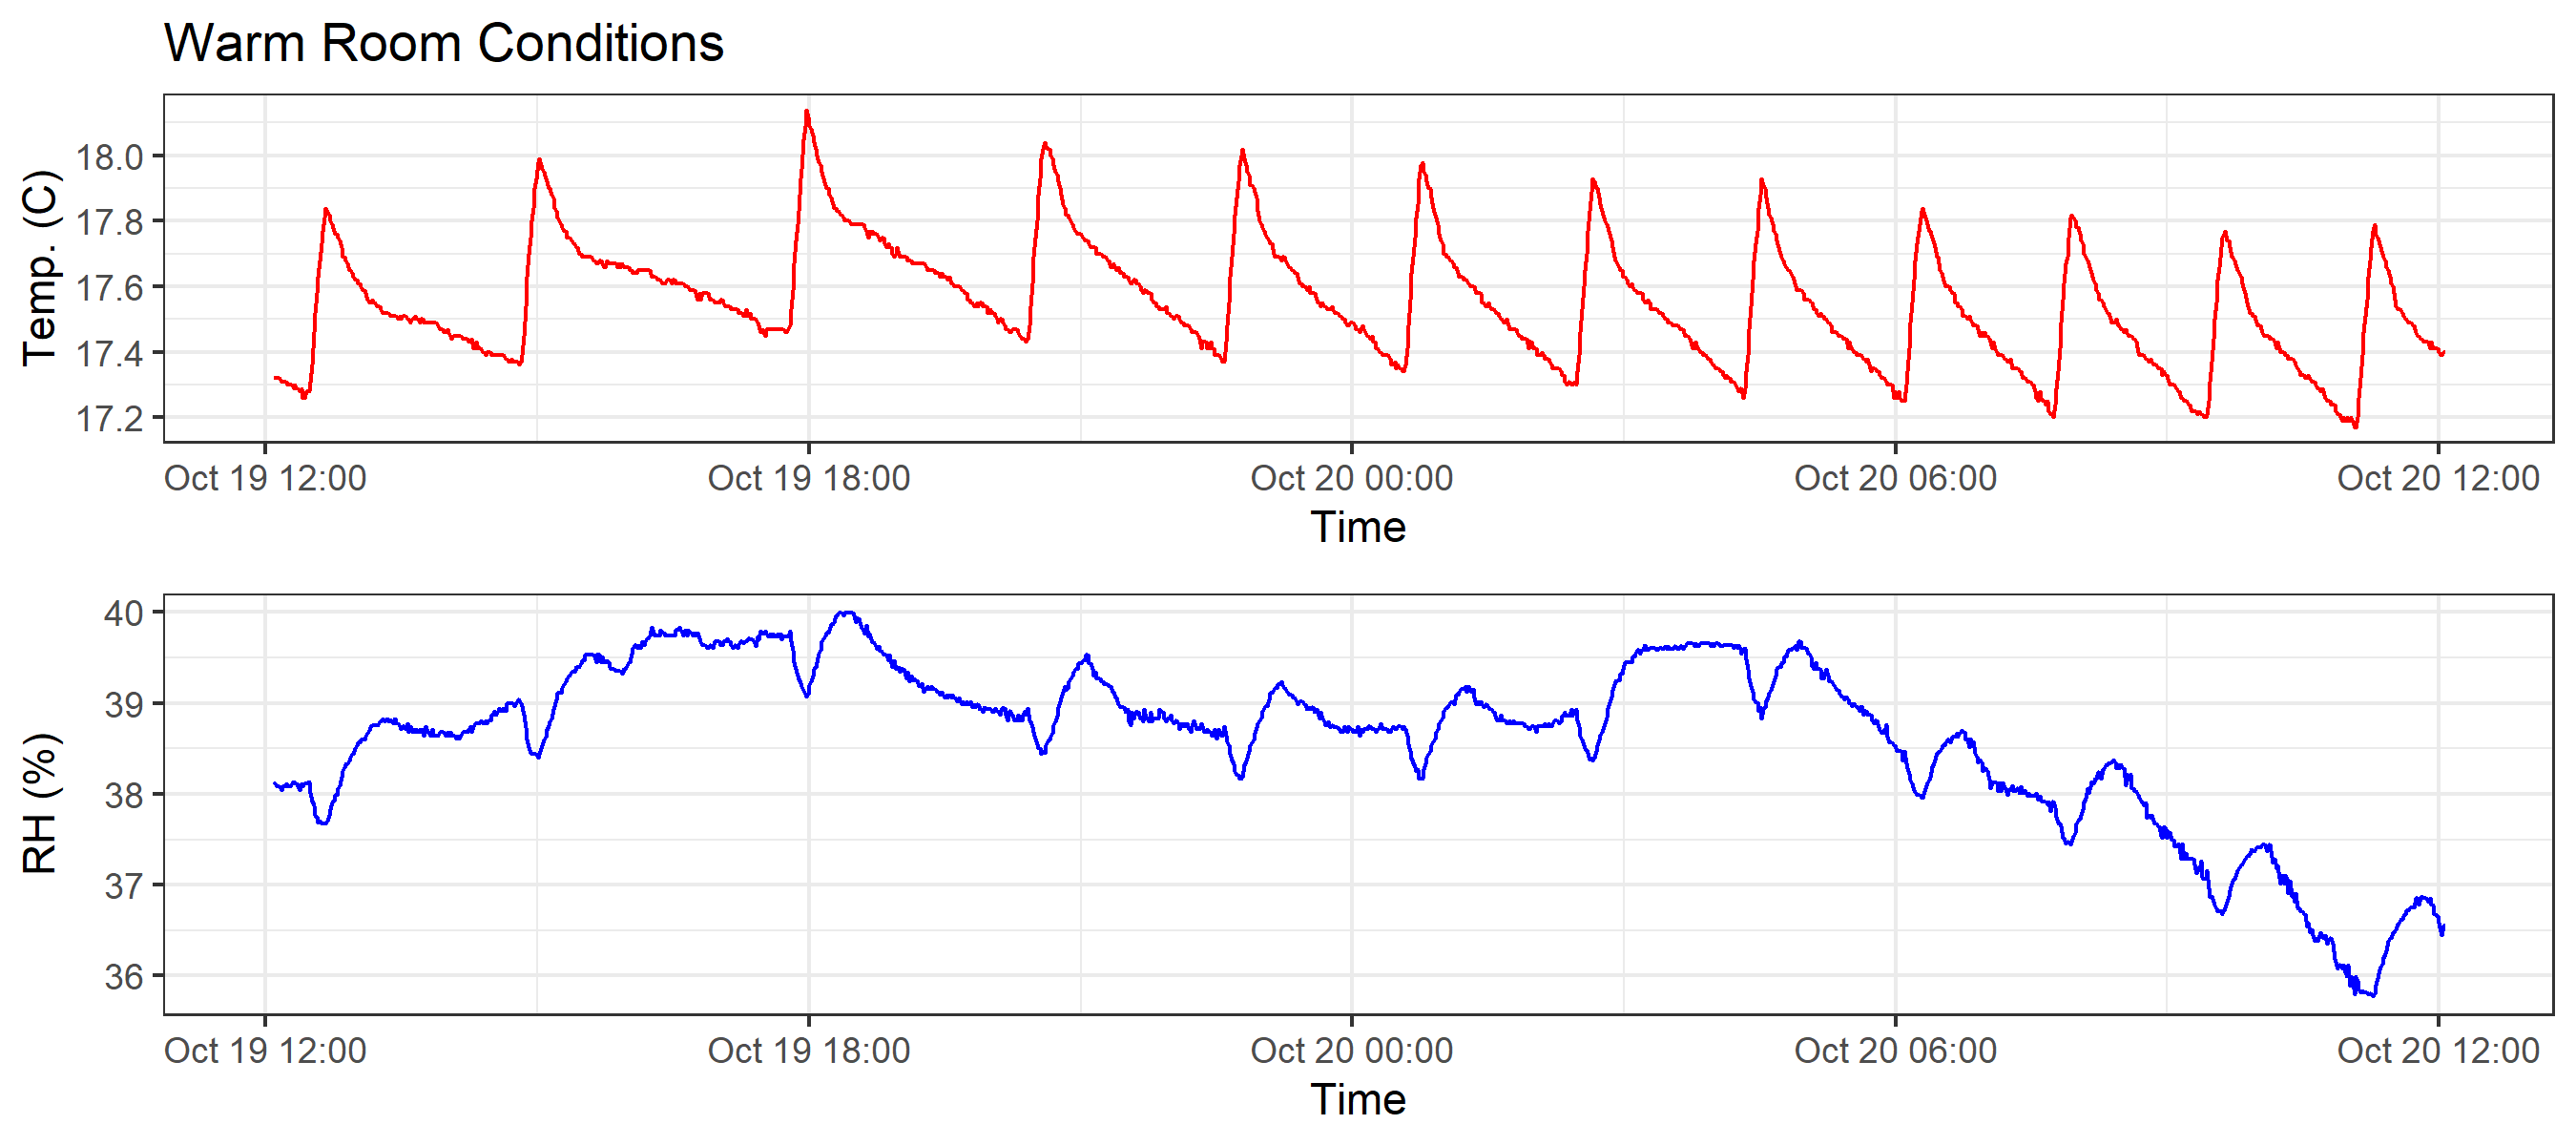 Warm Room Conditions
Temp. (C)
18.0
17.8
17.6
17.4
17.2
Oct 19 12:00 Oct 19 18:00 Oct 20 00:00 Oct 20 06:00 Oct 20 12:00
Time
RH (%)
40
39
38
37
36
Oct 19 12:00 Oct 19 18:00 Oct 20 00:00 Oct 20 06:00 Oct 20 12:00
Time